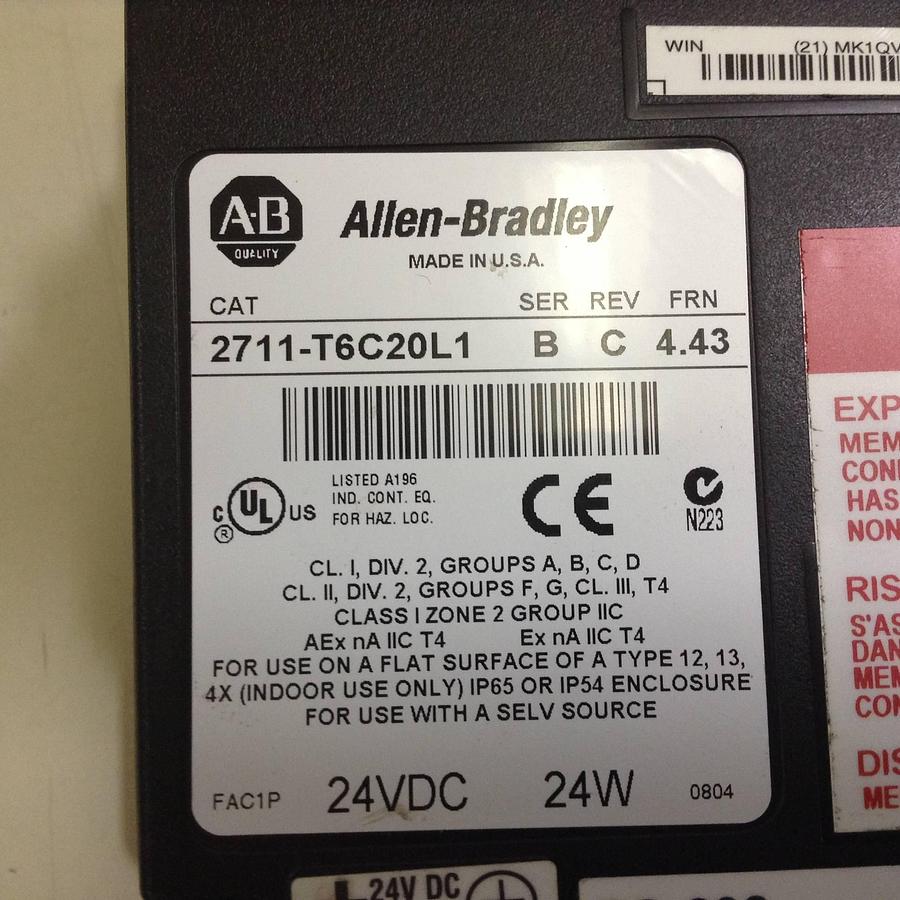 WIN (21) MK1QV
A·B
QUALITY
Allen-Bradley
MADE IN U.S.A.
CAT SER REV FRN
2711-T6C20L1 B C 4.43
C UL US
®
LISTED A196
IND. CONT. EQ.
FOR HAZ. LOC.
CE
N223
CL. I, DIV. 2, GROUPS A, B, C, D
CL. II, DIV. 2, GROUPS F, G, CL. III, T4
CLASS I ZONE 2 GROUP IIC
AEx nA IIC T4 Ex nA IIC T4
FOR USE ON A FLAT SURFACE OF A TYPE 12, 13,
4X (INDOOR USE ONLY) IP65 OR IP54 ENCLOSURE
FOR USE WITH A SELV SOURCE
FAC1P 24VDC 24W 0804
EXP
MEM
CON
HAS
NON
RIS
S'AS
DAN
MEM
CON
DIS
ME
24V DC